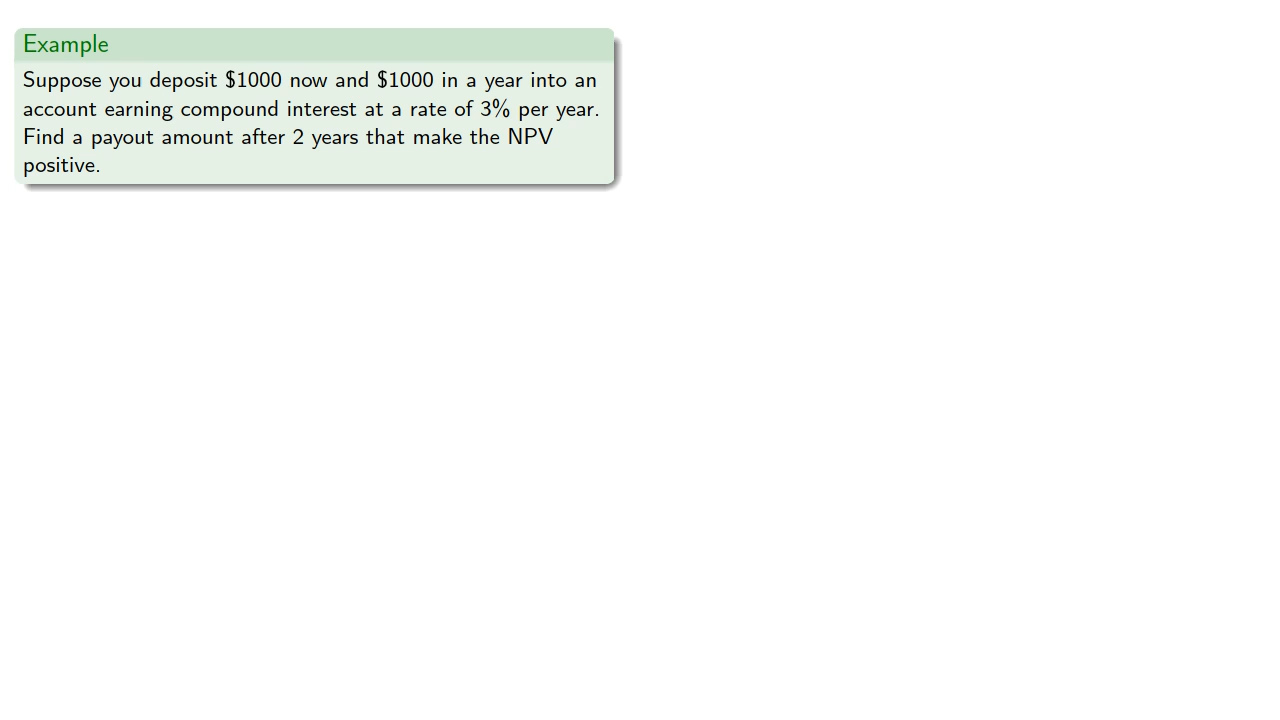 Example
Suppose you deposit $1000 now and $1000 in a year into an
account earning compound interest at a rate of 3% per year.
Find a payout amount after 2 years that make the NPV
positive.